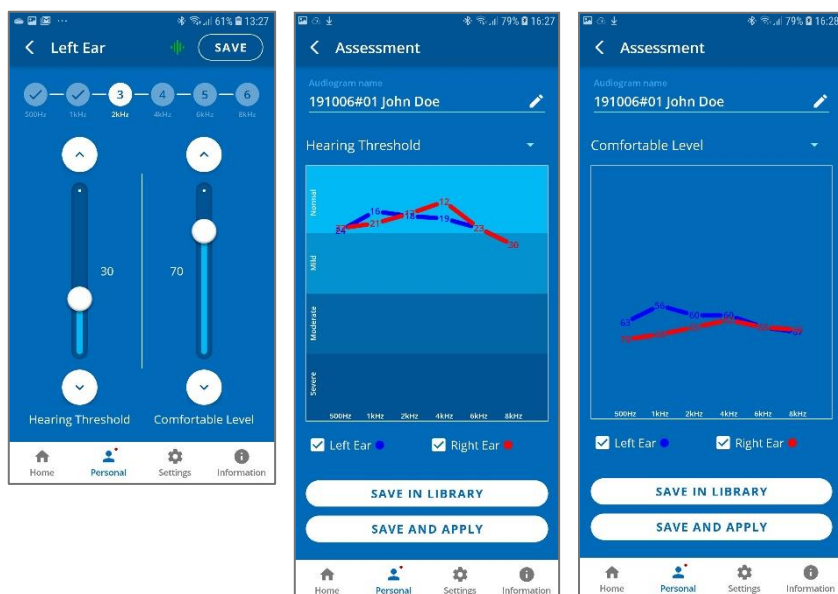 61% 13:27
Left Ear SAVE
3 4 5 6
500Hz 1kHz 2kHz 4kHz 6kHz 8kHz
30 70
Hearing Threshold Comfortable Level
Home Personal Settings Information
79% 16:27
Assessment
Audiogram name
191006#01 John Doe
Hearing Threshold
Normal
Mild
Moderate
Severe
16 12
24 21 19 23
30
500Hz 1kHz 2kHz 4kHz 6kHz 8kHz
Left Ear Right Ear
SAVE IN LIBRARY
SAVE AND APPLY
Home Personal Settings Information
79% 16:28
Assessment
Audiogram name
191006#01 John Doe
Comfortable Level
56
63 60 60
67
500Hz 1kHz 2kHz 4kHz 6kHz 8kHz
Left Ear Right Ear
SAVE IN LIBRARY
SAVE AND APPLY
Home Personal Settings Information